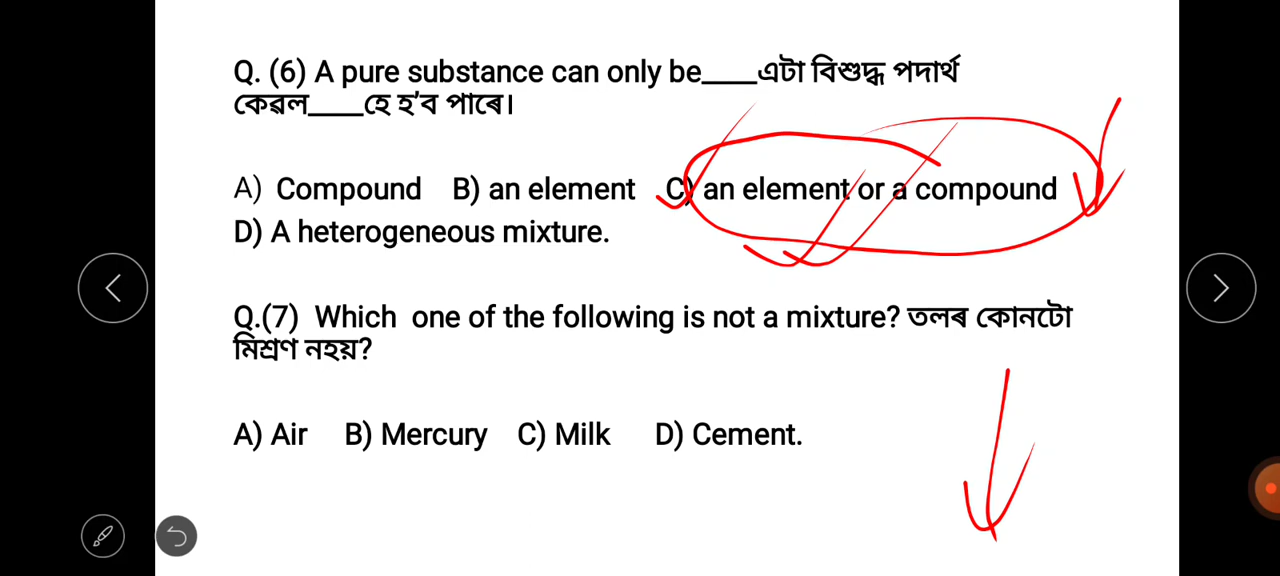 Q. (6) A pure substance can only be____এটা বিশুদ্ধ পদাৰ্থ
কেৱল____হে হ'ব পাৰে।
A) Compound B) an element C) an element or a compound
D) A heterogeneous mixture.
Q.(7) Which one of the following is not a mixture? তলৰ কোনটো
মিশ্ৰণ নহয়?
A) Air B) Mercury C) Milk D) Cement.